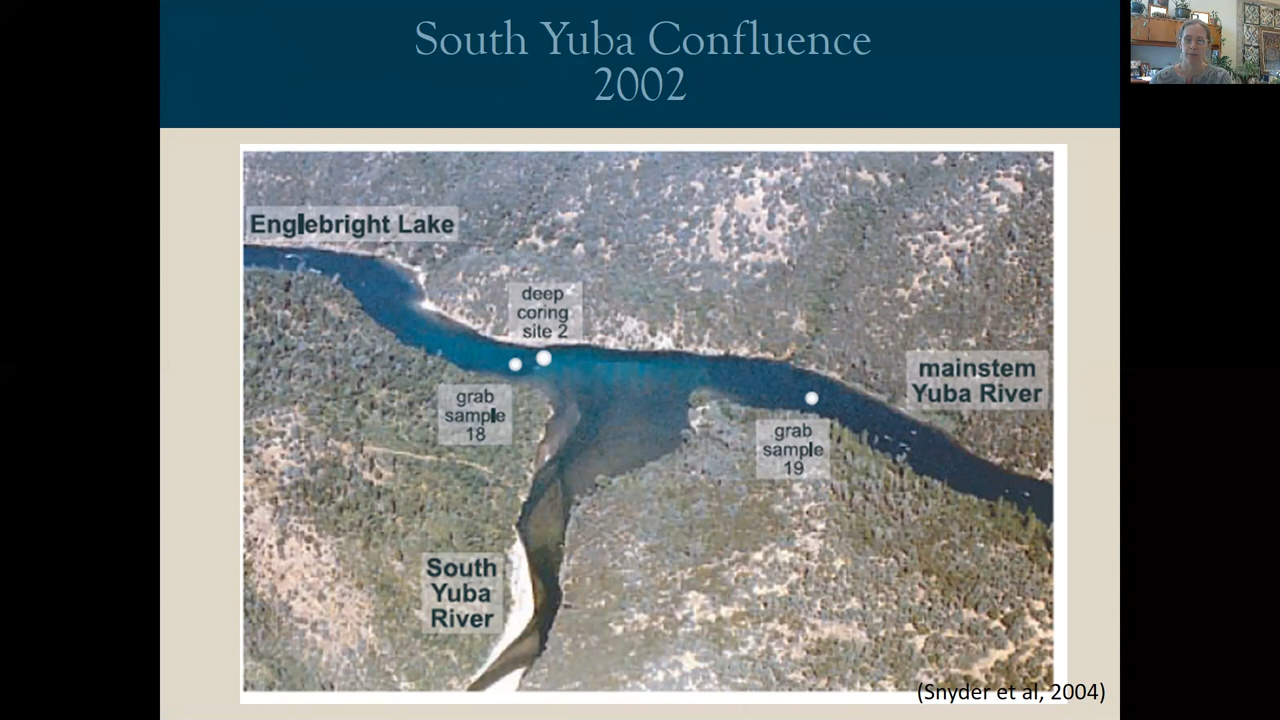 South Yuba Confluence
2002
Englebright Lake
deep
coring
site 2
grab
sample
18
mainstem
Yuba River
grab
sample
19
South
Yuba
River
(Snyder et al, 2004)